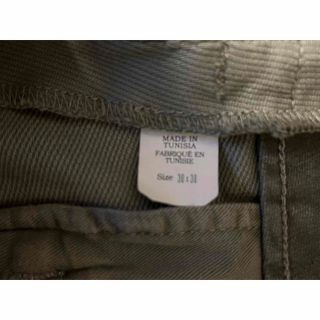 MADE IN
TUNISIA
FABRIQUÉ EN
TUNISIE
Size 30 x 30